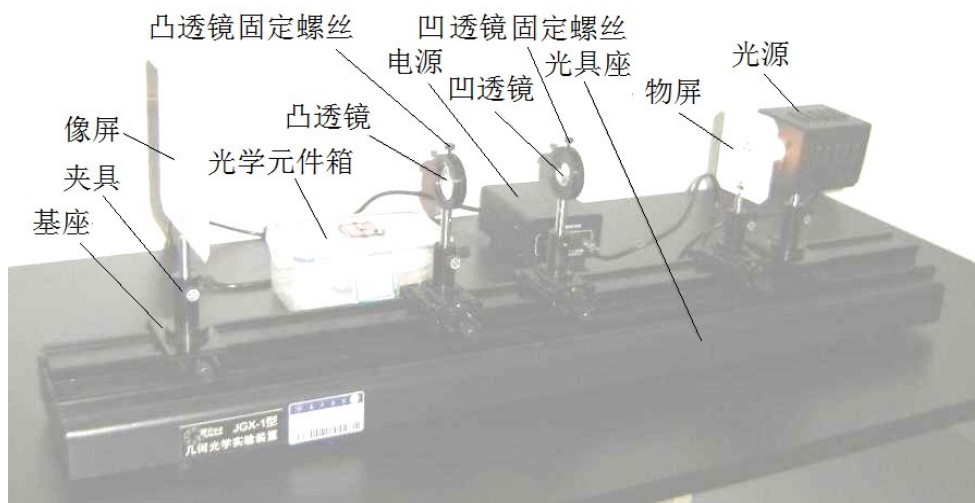 凸透镜固定螺丝
凹透镜固定螺丝
电源
光具座
光源
凹透镜
物屏
凸透镜
像屏
光学元件箱
夹具
基座
JGX-1型
几何光学实验装置